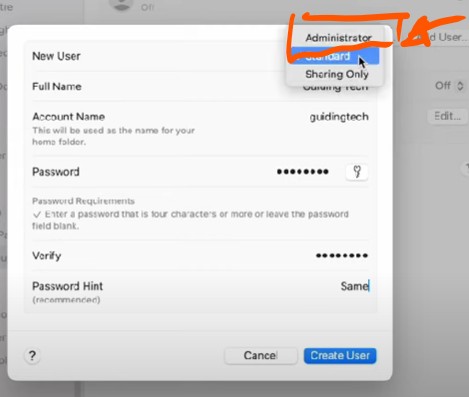 Off
Administrator
New User
Standard
d User...
Sharing Only
Full Name
Guiding Tech
Off
Account Name
guidingtech
This will be used as the name for your
home folder.
Edit...
Password
••••••••
Password Requirements
✓ Enter a password that is four characters or more or leave the password
field blank.
Verify
••••••••
Password Hint
Same
(recommended)
?
Cancel
Create User